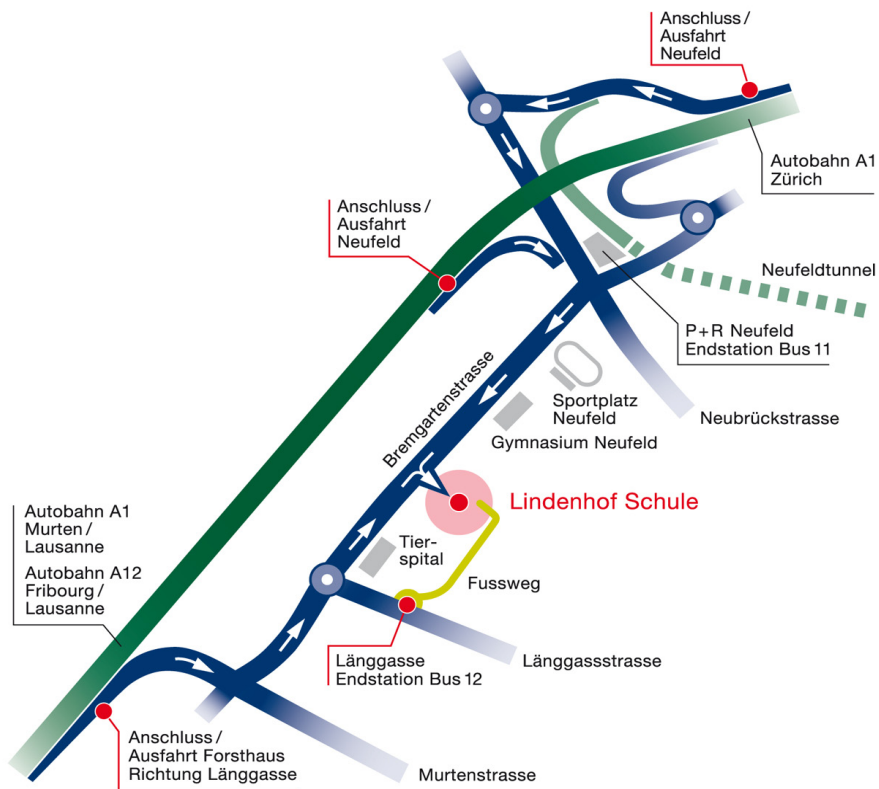 Anschluss /
Ausfahrt
Neufeld
Autobahn A1
Zürich
Anschluss /
Ausfahrt
Neufeld
Neufeldtunnel
P+R Neufeld
Endstation Bus 11
Sportplatz
Neufeld
Neubrückstrasse
Gymnasium Neufeld
Bremgartenstrasse
Lindenhof Schule
Autobahn A1
Murten /
Lausanne
Autobahn A12
Fribourg /
Lausanne
Tier-
spital
Fussweg
Länggasse
Endstation Bus 12
Länggassstrasse
Anschluss /
Ausfahrt Forsthaus
Richtung Länggasse
Murtenstrasse